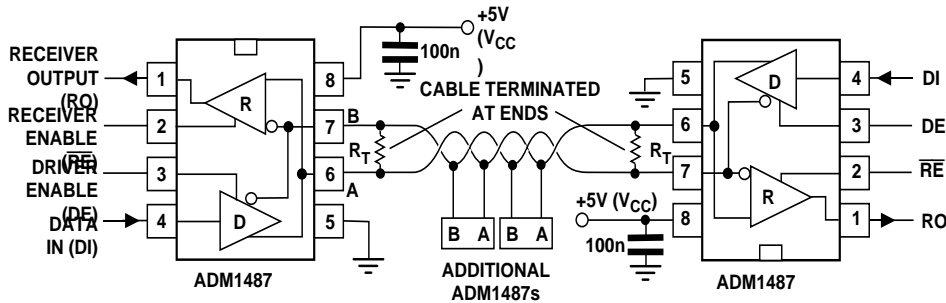 RECEIVER
OUTPUT
(RO)
RECEIVER
ENABLE
(RE)
DRIVER
ENABLE
(DE)
DATA
IN (DI)
1
2
3
4
R
D
8
7
6
5
B
A
ADM1487
100n
+5V
(VCC
)
CABLE TERMINATED
AT ENDS
RT
RT
B A
B A
ADDITIONAL
ADM1487s
+5V (VCC)
100n
5
6
7
8
D
R
4
3
2
1
DI
DE
RE
RO
ADM1487